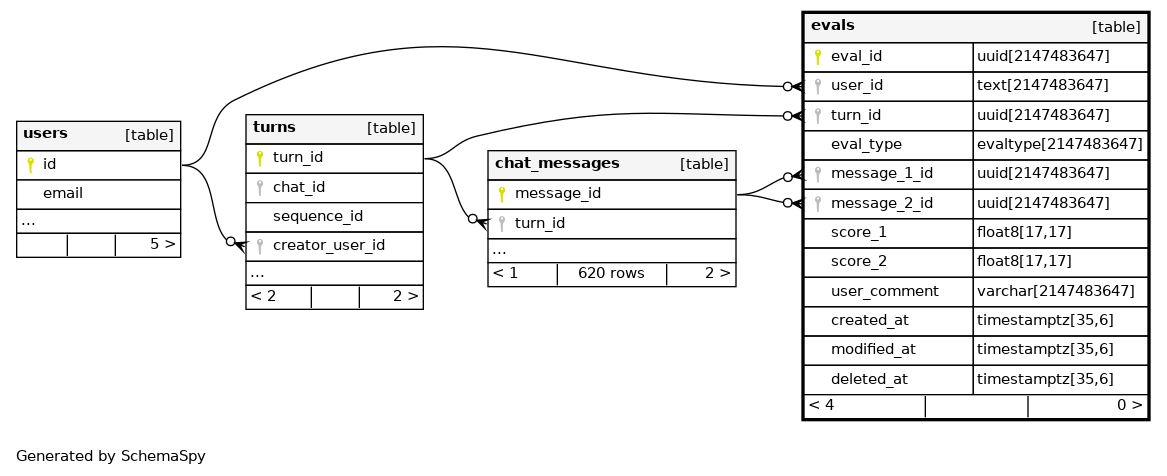 users [table]
id
email
...
5 >
turns [table]
turn_id
chat_id
sequence_id
creator_user_id
...
< 2 2 >
chat_messages [table]
message_id
turn_id
...
< 1 620 rows 2 >
evals [table]
eval_id uuid[2147483647]
user_id text[2147483647]
turn_id uuid[2147483647]
eval_type evaltype[2147483647]
message_1_id uuid[2147483647]
message_2_id uuid[2147483647]
score_1 float8[17,17]
score_2 float8[17,17]
user_comment varchar[2147483647]
created_at timestamptz[35,6]
modified_at timestamptz[35,6]
deleted_at timestamptz[35,6]
< 4 0 >
Generated by SchemaSpy